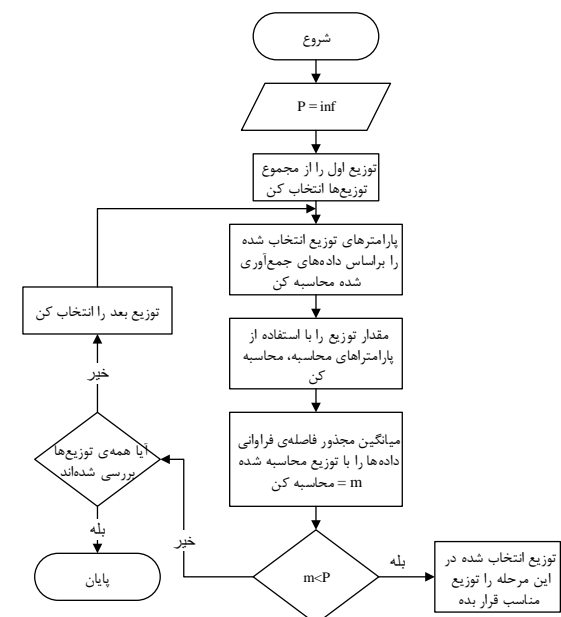 شروع
P = inf
توزیع اول را از مجموع
توزیع‌ها انتخاب کن
پارامترهای توزیع انتخاب شده
را براساس داده‌های جمع‌آوری
شده محاسبه کن
توزیع بعد را انتخاب کن
مقدار توزیع را با استفاده از
پارامتراهای محاسبه، محاسبه
کن
خیر
میانگین مجذور فاصله‌ی فراوانی
داده‌ها را با توزیع محاسبه شده
محاسبه کن = m
آیا همه‌ی توزیع‌ها
بررسی شده‌اند
بله
خیر
پایان
m<P
بله
توزیع انتخاب شده در
این مرحله را توزیع
مناسب قرار بده